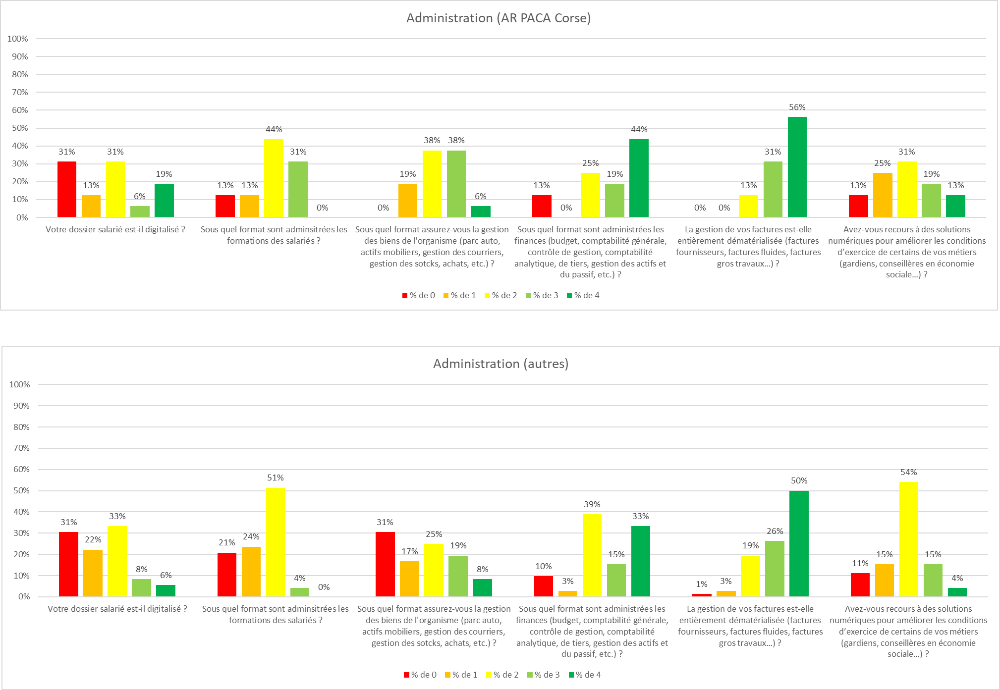 Administration (AR PACA Corse)
100%
90%
80%
70%
60%
50%
40%
30%
20%
10%
0%
31%
13%
31%
6%
19%
13%
13%
44%
31%
0%
0%
19%
38%
38%
6%
13%
0%
25%
19%
44%
0%
0%
13%
31%
56%
13%
25%
31%
19%
13%
Votre dossier salarié est-il digitalisé ?
Sous quel format sont adminsitrées les
formations des salariés ?
Sous quel format assurez-vous la gestion
des biens de l'organisme (parc auto,
actifs mobiliers, gestion des courriers,
gestion des sotcks, achats, etc.) ?
Sous quel format sont administrées les
finances (budget, comptabilité générale,
contrôle de gestion, comptabilité
analytique, de tiers, gestion des actifs et
du passif, etc.) ?
La gestion de vos factures est-elle
entièrement dématérialisée (factures
fournisseurs, factures fluides, factures
gros travaux…) ?
Avez-vous recours à des solutions
numériques pour améliorer les conditions
d’exercice de certains de vos métiers
(gardiens, conseillères en économie
sociale…) ?
% de 0 % de 1 % de 2 % de 3 % de 4
Administration (autres)
100%
90%
80%
70%
60%
50%
40%
30%
20%
10%
0%
31%
22%
33%
8%
6%
21%
24%
51%
4%
0%
31%
17%
25%
19%
8%
10%
3%
39%
15%
33%
1%
3%
19%
26%
50%
11%
15%
54%
15%
4%
Votre dossier salarié est-il digitalisé ?
Sous quel format sont adminsitrées les
formations des salariés ?
Sous quel format assurez-vous la gestion
des biens de l'organisme (parc auto,
actifs mobiliers, gestion des courriers,
gestion des sotcks, achats, etc.) ?
Sous quel format sont administrées les
finances (budget, comptabilité générale,
contrôle de gestion, comptabilité
analytique, de tiers, gestion des actifs et
du passif, etc.) ?
La gestion de vos factures est-elle
entièrement dématérialisée (factures
fournisseurs, factures fluides, factures
gros travaux…) ?
Avez-vous recours à des solutions
numériques pour améliorer les conditions
d’exercice de certains de vos métiers
(gardiens, conseillères en économie
sociale…) ?
% de 0 % de 1 % de 2 % de 3 % de 4